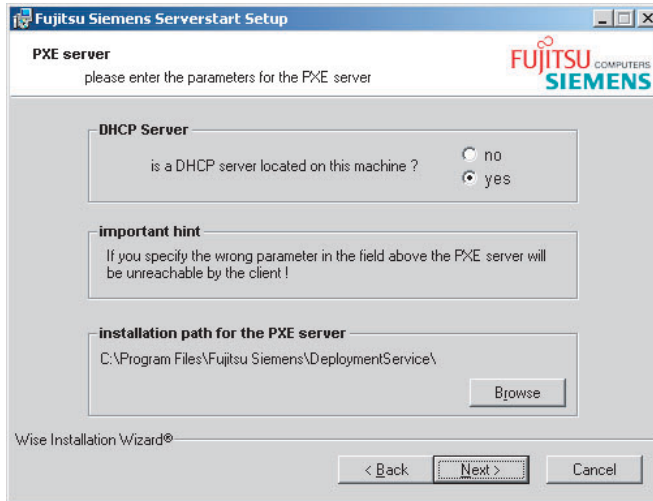 Fujitsu Siemens Serverstart Setup
PXE server
please enter the parameters for the PXE server
FUJITSU COMPUTERS
SIEMENS
DHCP Server
is a DHCP server located on this machine ?
no
yes
important hint
If you specify the wrong parameter in the field above the PXE server will
be unreachable by the client !
installation path for the PXE server
C:\Program Files\Fujitsu Siemens\DeploymentService\
Browse
Wise Installation Wizard®
< Back
Next >
Cancel